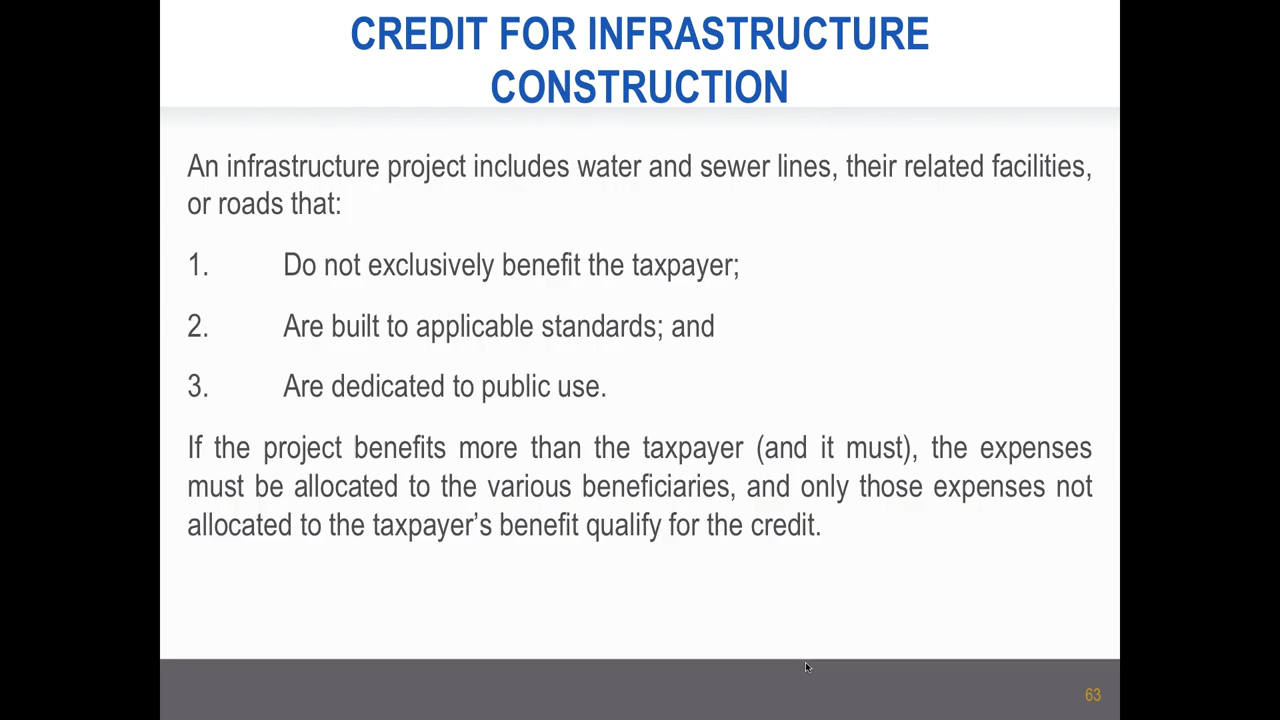 CREDIT FOR INFRASTRUCTURE
CONSTRUCTION
An infrastructure project includes water and sewer lines, their related facilities,
or roads that:
1. Do not exclusively benefit the taxpayer;
2. Are built to applicable standards; and
3. Are dedicated to public use.
If the project benefits more than the taxpayer (and it must), the expenses
must be allocated to the various beneficiaries, and only those expenses not
allocated to the taxpayer’s benefit qualify for the credit.
63